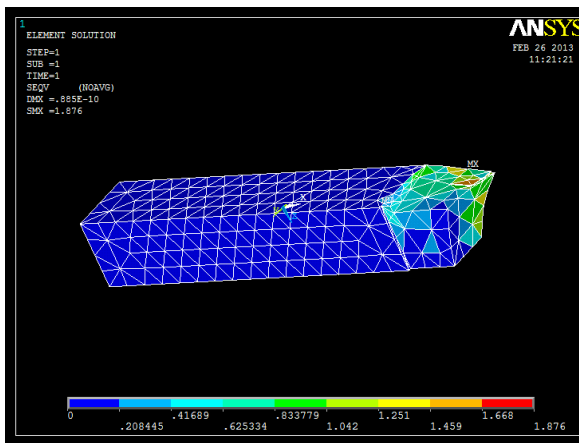 1
ELEMENT SOLUTION
STEP=1
SUB =1
TIME=1
SEQV (NOAVG)
DMX =.885E-10
SMX =1.876
ANSYS
FEB 26 2013
11:21:21
MX
X
0 .41689 .833779 1.251 1.668
.208445 .625334 1.042 1.459 1.876